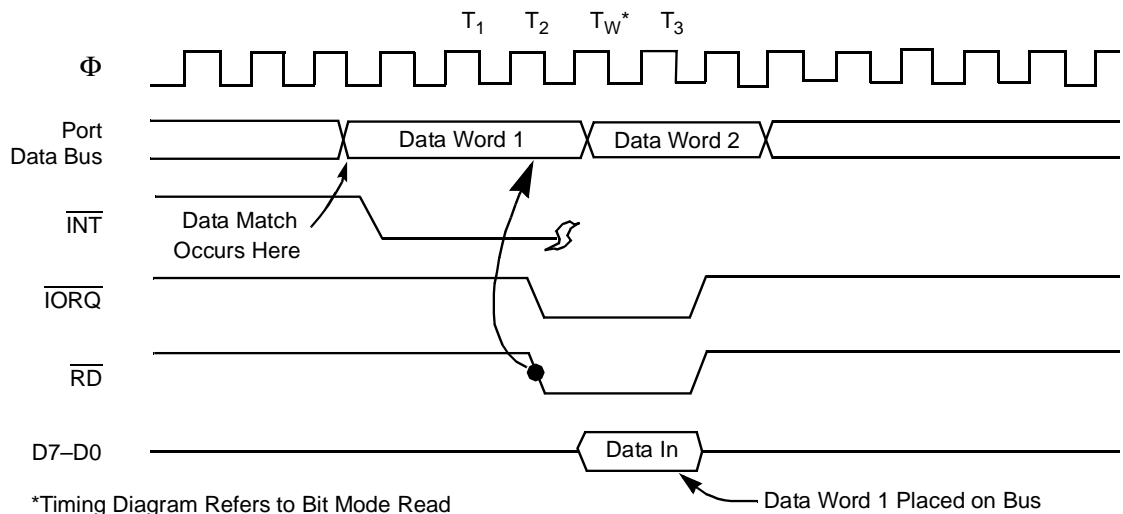 T1 T2 TW* T3
Φ
Port
Data Bus
Data Word 1 Data Word 2
INT
Data Match
Occurs Here
IORQ
RD
D7–D0
Data In
*Timing Diagram Refers to Bit Mode Read
Data Word 1 Placed on Bus